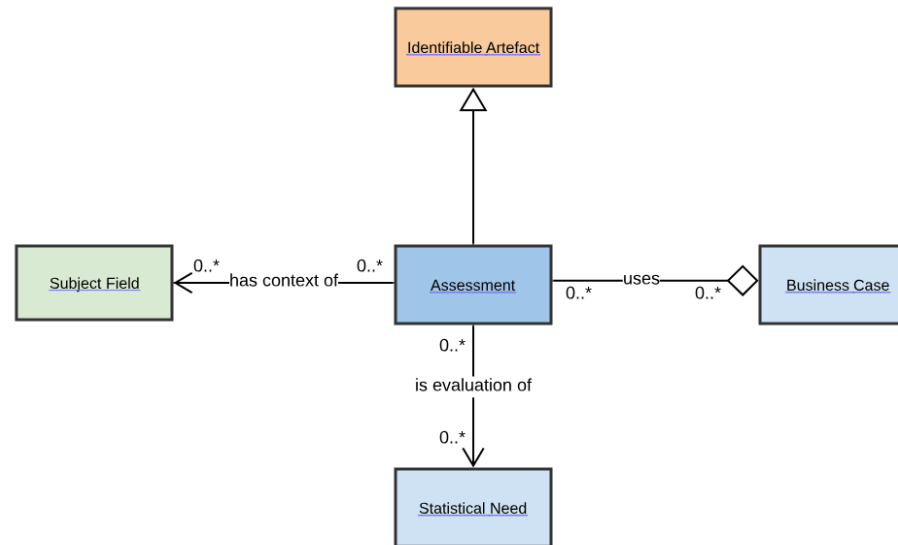 Identifiable Artefact
0..*
has context of
0..*
Subject Field
Assessment
0..*
uses
0..*
Business Case
0..*
is evaluation of
0..*
Statistical Need